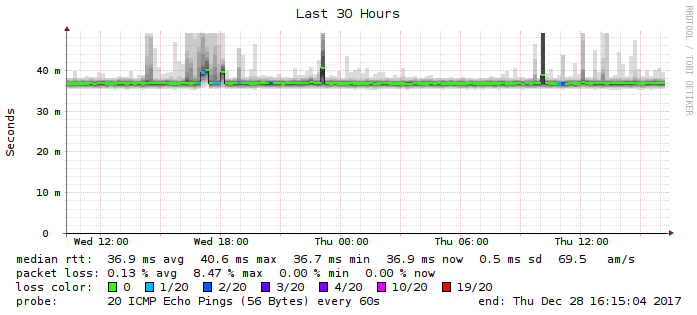 Last 30 Hours
RRDTOOL / TOBI OETIKER
Seconds
40 m
30 m
20 m
10 m
0
Wed 12:00 Wed 18:00 Thu 00:00 Thu 06:00 Thu 12:00
median rtt: 36.9 ms avg 40.6 ms max 36.7 ms min 36.9 ms now 0.5 ms sd 69.5 am/s
packet loss: 0.13 % avg 8.47 % max 0.00 % min 0.00 % now
loss color: 0 1/20 2/20 3/20 4/20 10/20 19/20
probe: 20 ICMP Echo Pings (56 Bytes) every 60s end: Thu Dec 28 16:15:04 2017